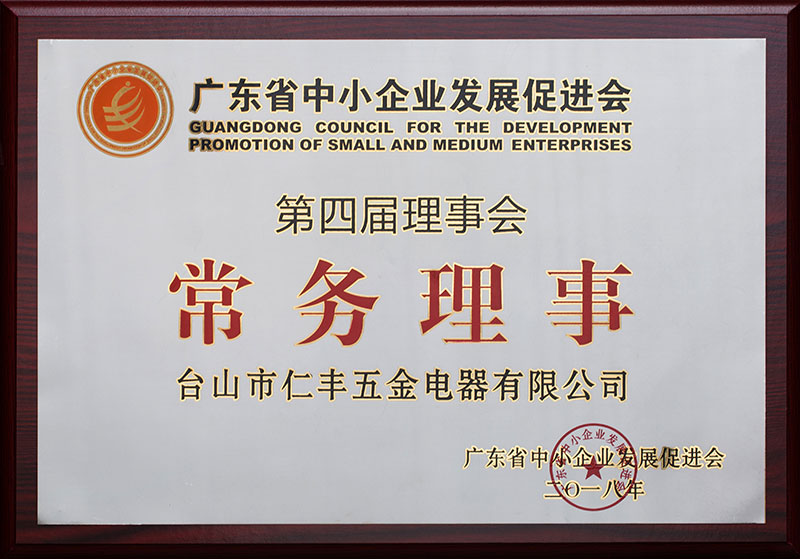 广东省中小企业发展促进会
GUANGDONG COUNCIL FOR THE DEVELOPMENT
PROMOTION OF SMALL AND MEDIUM ENTERPRISES
第四届理事会
常务理事
台山市仁丰五金电器有限公司
广东省中小企业发展促进会
二〇一八年